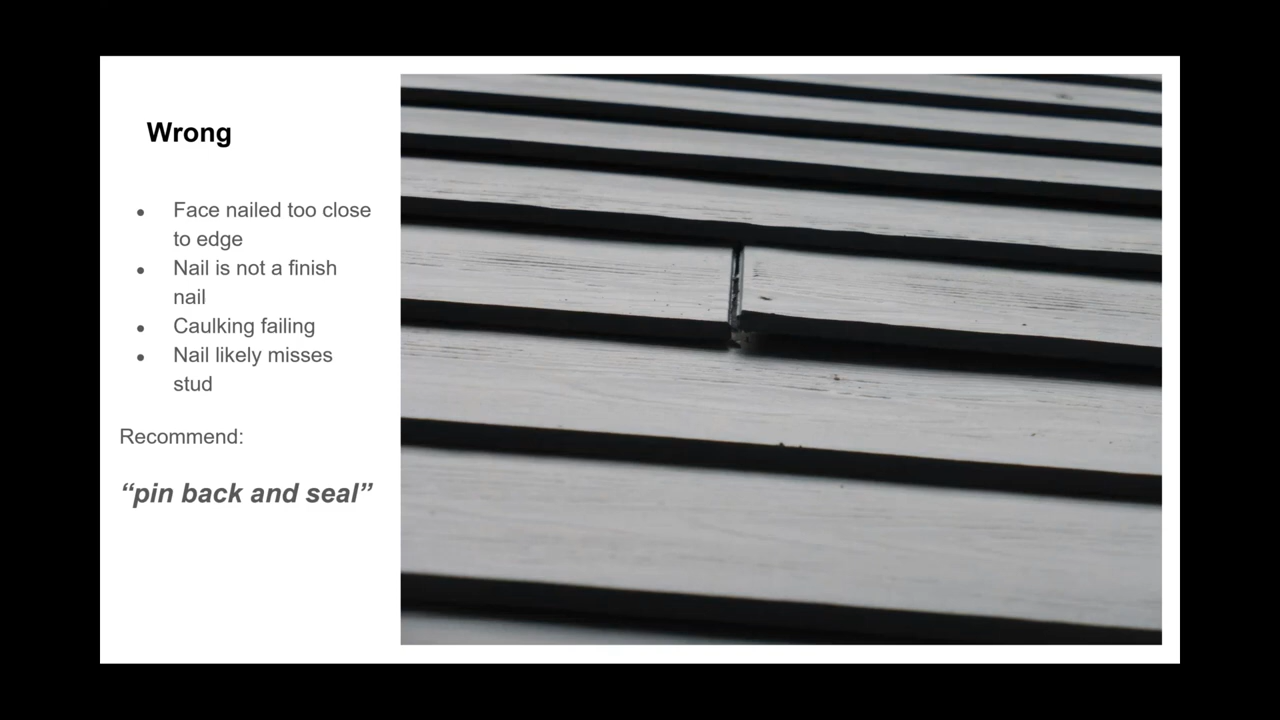 Wrong
● Face nailed too close
to edge
● Nail is not a finish
nail
● Caulking failing
● Nail likely misses
stud
Recommend:
“pin back and seal”